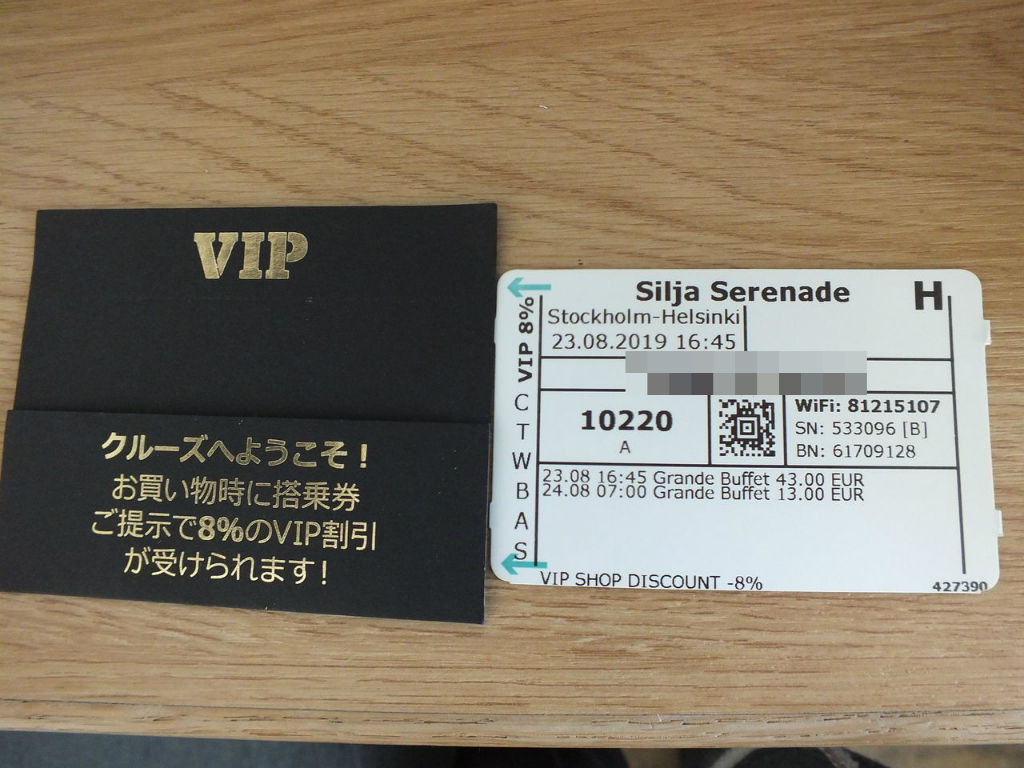 VIP
クルーズへようこそ！
お買い物時に搭乗券
ご提示で8%のVIP割引
が受けられます！
Silja Serenade
H
Stockholm-Helsinki
23.08.2019 16:45
VIP 8%
C
T
W
B
A
S
10220
A
WiFi: 81215107
SN: 533096 [B]
BN: 61709128
23.08 16:45 Grande Buffet 43.00 EUR
24.08 07:00 Grande Buffet 13.00 EUR
VIP SHOP DISCOUNT -8%
427390